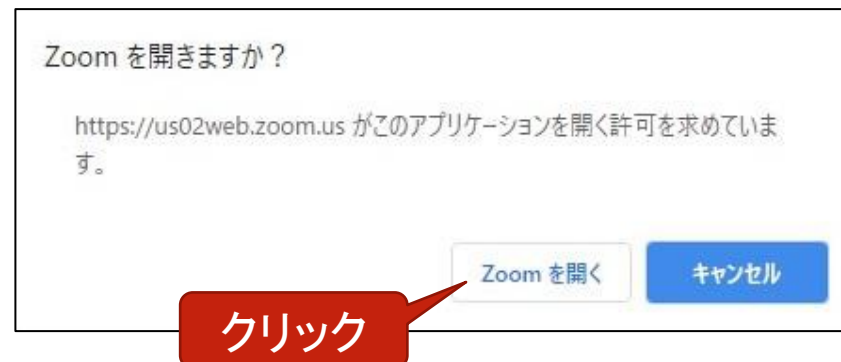 Zoom を開きますか？
https://us02web.zoom.us がこのアプリケーションを開く許可を求めていま
す。
Zoom を開く
キャンセル
クリック